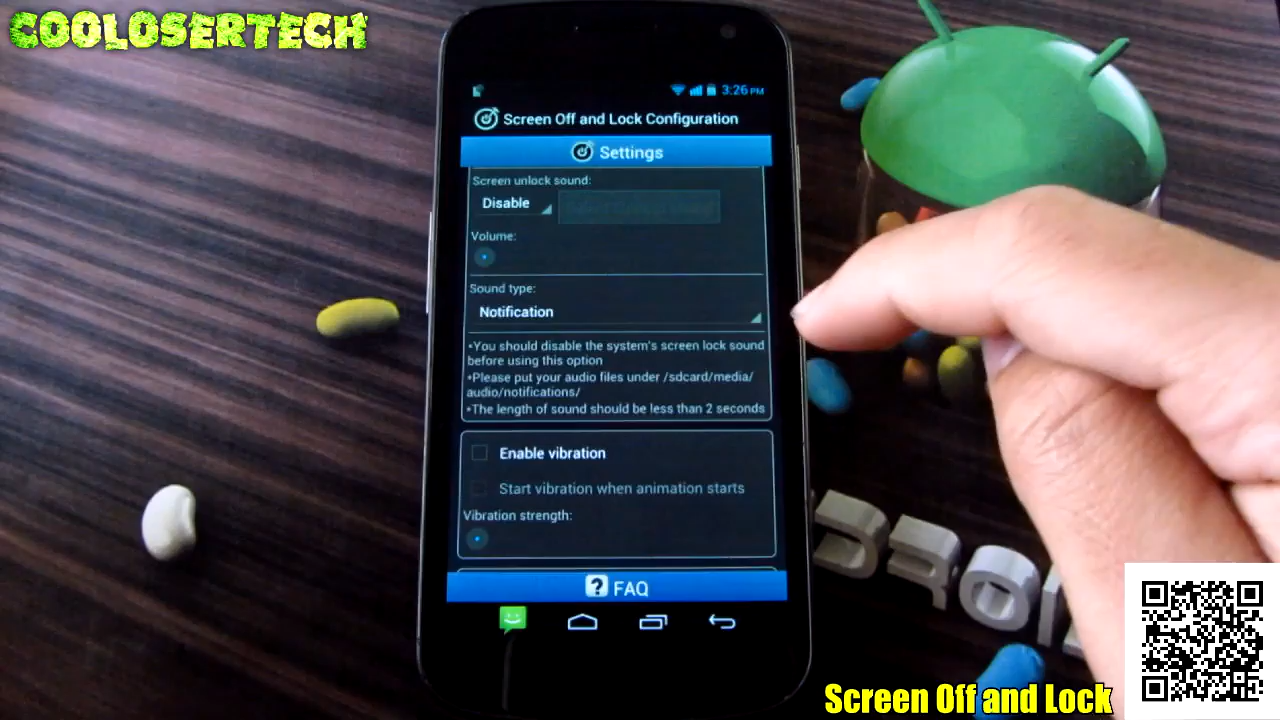 COOLOSERTECH
3:26 PM
Screen Off and Lock Configuration
Settings
Screen unlock sound:
Disable
Volume:
Sound type:
Notification
•You should disable the system's screen lock sound
before using this option
•Please put your audio files under /sdcard/media/
audio/notifications/
•The length of sound should be less than 2 seconds
Enable vibration
Start vibration when animation starts
Vibration strength:
? FAQ
Screen Off and Lock